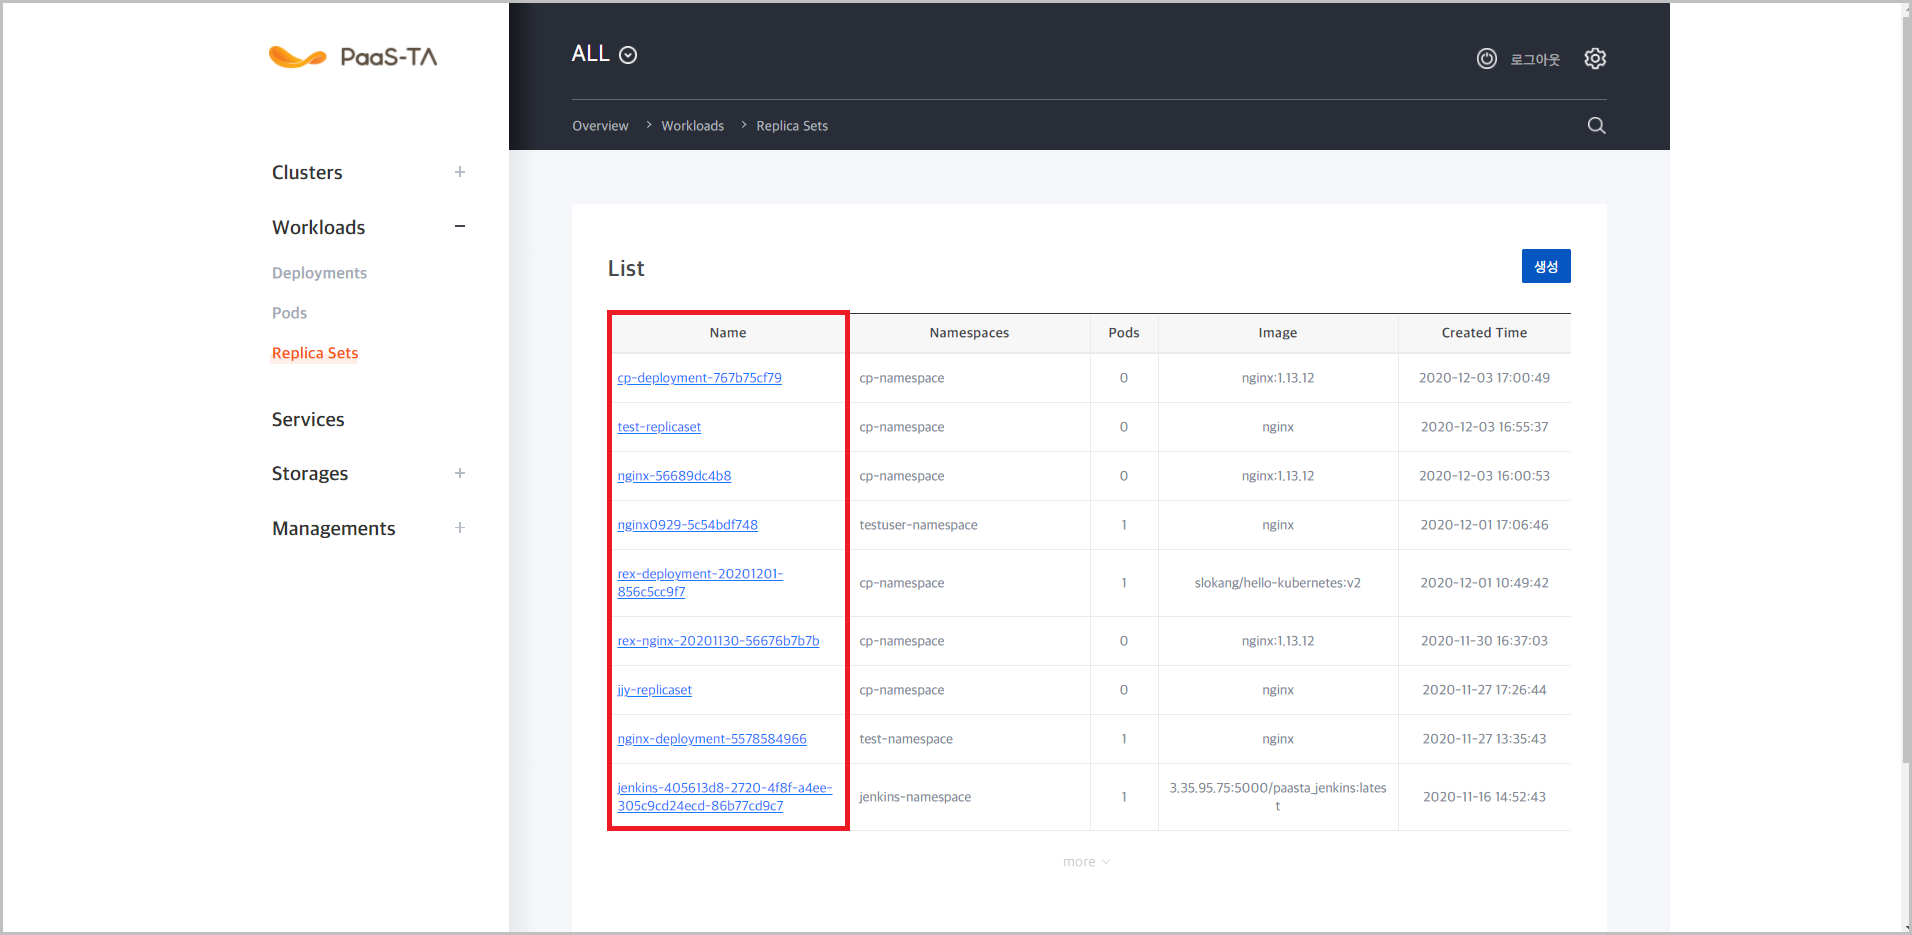 PaaS-TA
ALL
로그아웃
Overview > Workloads > Replica Sets
Clusters
Workloads
Deployments
Pods
Replica Sets
Services
Storages
Managements
List
생성
Name Namespaces Pods Image Created Time
cp-deployment-767b75cf79 cp-namespace 0 nginx:1.13.12 2020-12-03 17:00:49
test-replicaset cp-namespace 0 nginx 2020-12-03 16:55:37
nginx-56689dc4b8 cp-namespace 0 nginx:1.13.12 2020-12-03 16:00:53
nginx0929-5c54bdf748 testuser-namespace 1 nginx 2020-12-01 17:06:46
rex-deployment-20201201-
856c5cc9f7 cp-namespace 1 slokang/hello-kubernetes:v2 2020-12-01 10:49:42
rex-nginx-20201130-56676b7b7b cp-namespace 0 nginx:1.13.12 2020-11-30 16:37:03
jjy-replicaset cp-namespace 0 nginx 2020-11-27 17:26:44
nginx-deployment-5578584966 test-namespace 1 nginx 2020-11-27 13:35:43
jenkins-405613d8-2720-4f8f-a4ee-
305c9cd24ecd-86b77cd9c7 jenkins-namespace 1 3.35.95.75:5000/paasta_jenkins:lates
t 2020-11-16 14:52:43
more